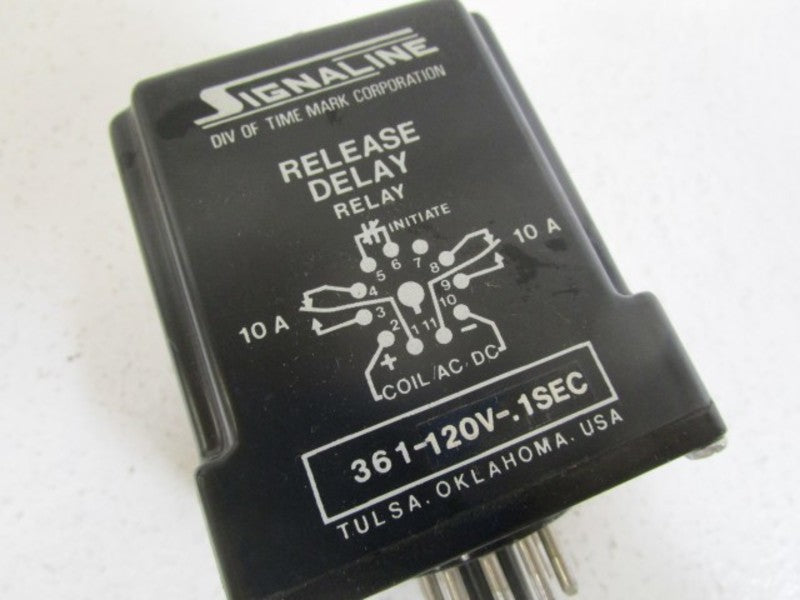 SIGNALINE
DIV OF TIME MARK CORPORATION
RELEASE
DELAY
RELAY
INITIATE
10 A
5 6 7 8
4 9
3 10
10 A
2 1 11
+ -
COIL/AC/DC
361-120V-.1SEC
TULSA, OKLAHOMA, USA